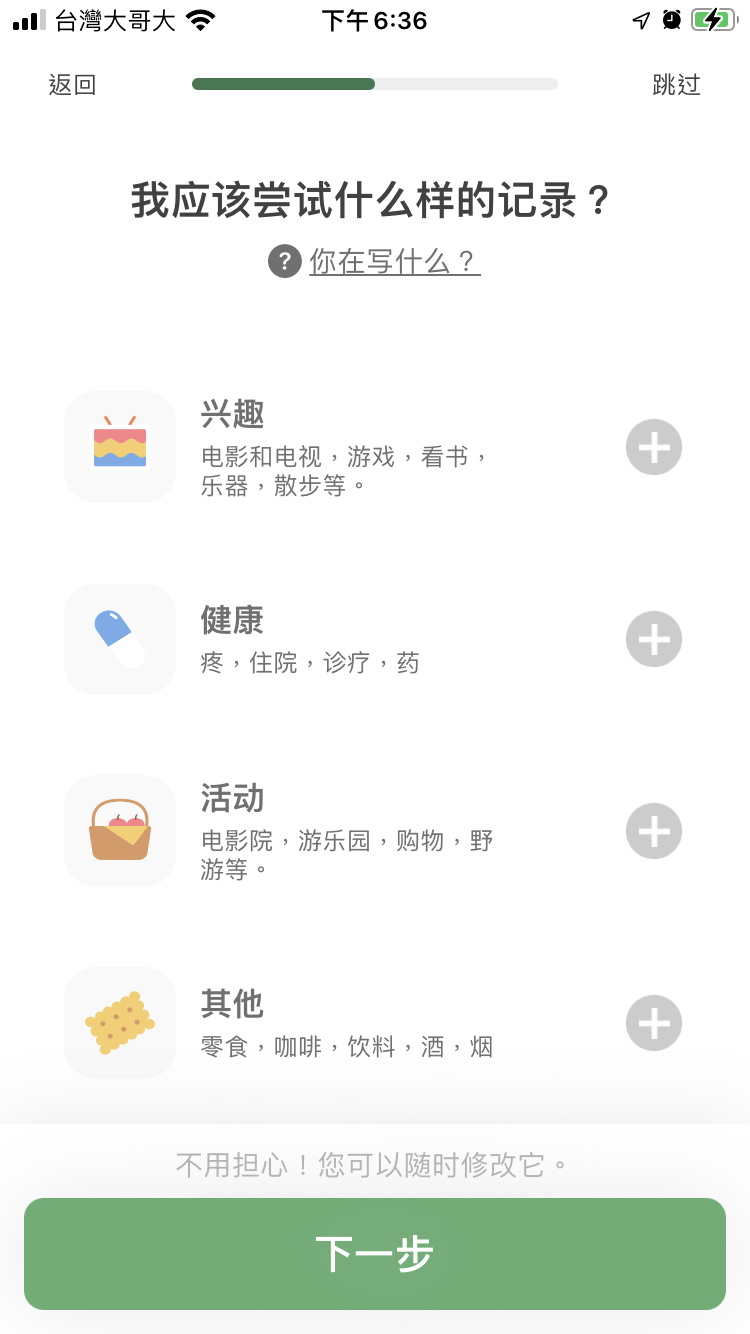 台灣大哥大 下午6:36
返回 跳过
我应该尝试什么样的记录？
? 你在写什么？
兴趣
电影和电视，游戏，看书，
乐器，散步等。
健康
疼，住院，诊疗，药
活动
电影院，游乐园，购物，野
游等。
其他
零食，咖啡，饮料，酒，烟
不用担心！您可以随时修改它。
下一步